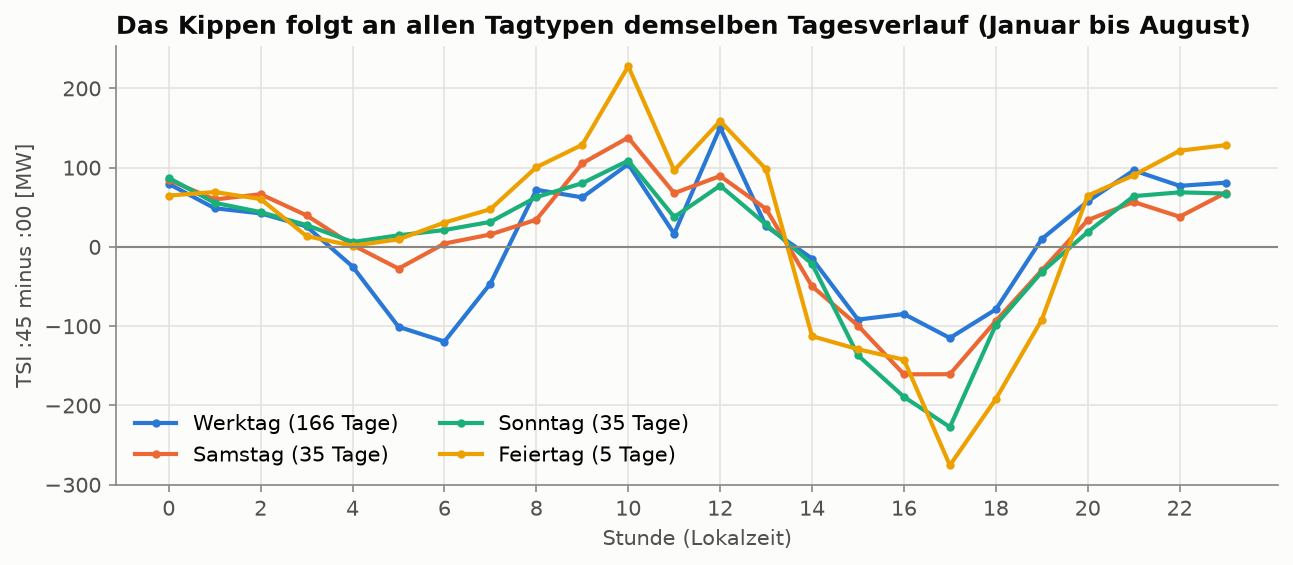 Das Kippen folgt an allen Tagtypen demselben Tagesverlauf (Januar bis August)
TSI :45 minus :00 [MW]
200
100
0
−100
−200
−300
Werktag (166 Tage)
Samstag (35 Tage)
Sonntag (35 Tage)
Feiertag (5 Tage)
0 2 4 6 8 10 12 14 16 18 20 22
Stunde (Lokalzeit)